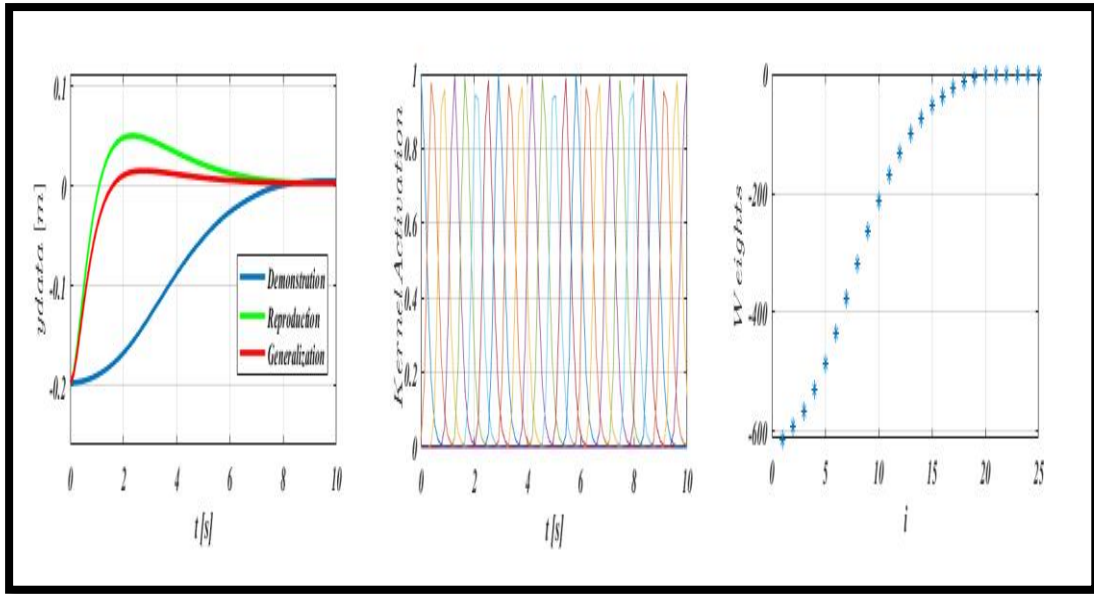 0.1
0
-0.1
-0.2
ydata [m]
Demonstration
Reproduction
Generalization
0 2 4 6 8 10
t [s]
1
0.8
0.6
0.4
0.2
0
Kernel Activation
0 2 4 6 8 10
t [s]
0
-200
-400
-600
Weights
0 5 10 15 20 25
i